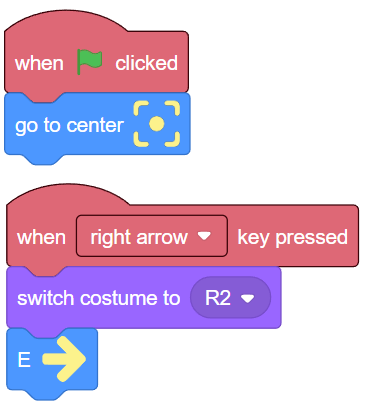 when clicked
go to center
when right arrow key pressed
switch costume to R2
E